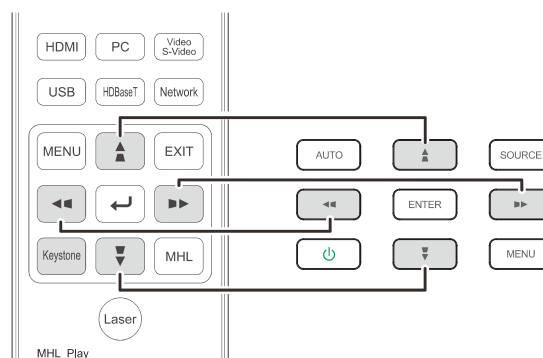 HDMI PC Video
S-Video
USB HDBaseT Network
MENU EXIT
AUTO SOURCE
ENTER
Keystone MHL
MENU
Laser
MHL Play